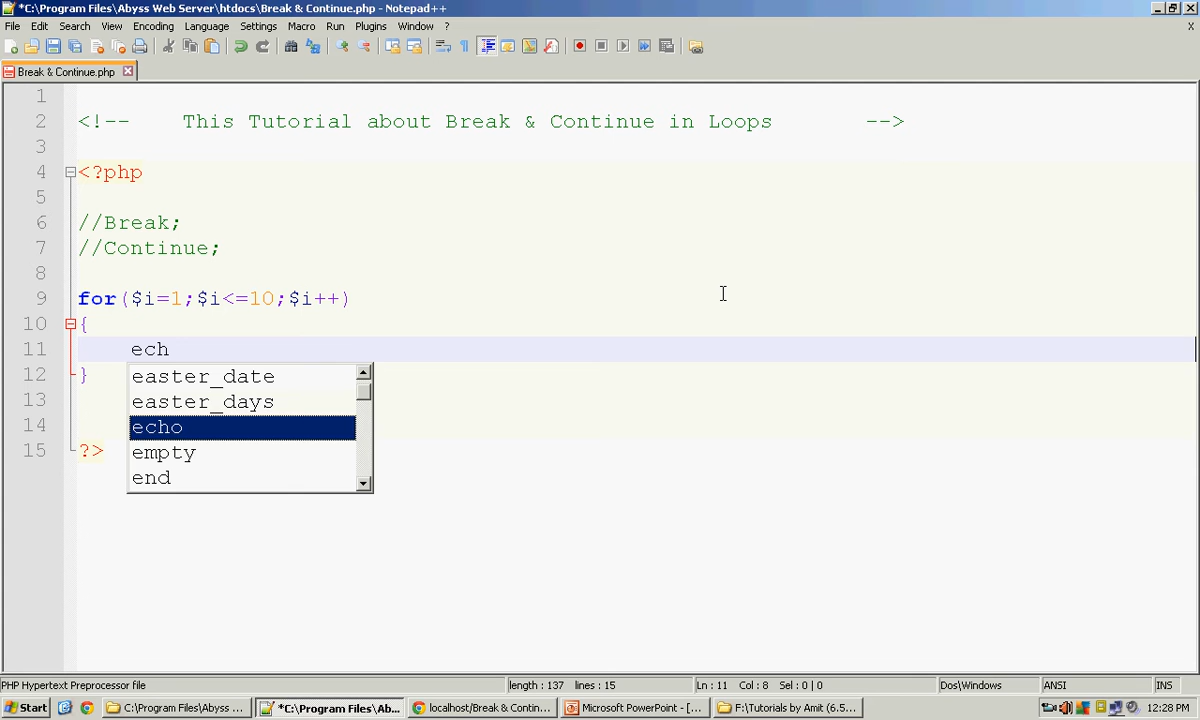 *C:\Program Files\Abyss Web Server\htdocs\Break & Continue.php - Notepad++
File Edit Search View Encoding Language Settings Macro Run Plugins Window ? X
Break & Continue.php
1
2 <!-- This Tutorial about Break & Continue in Loops -->
3
4 <?php
5
6 //Break;
7 //Continue;
8
9 for($i=1;$i<=10;$i++)
10 {
11 ech
12 }
easter_date
13
easter_days
14
echo
15 ?>
empty
end
PHP Hypertext Preprocessor file length : 137 lines : 15 Ln : 11 Col : 8 Sel : 0 | 0 Dos\Windows ANSI INS
Start C:\Program Files\Abyss ... *C:\Program Files\Ab... localhost/Break & Contin... Microsoft PowerPoint - [... F:\Tutorials by Amit (6.5... 12:28 PM